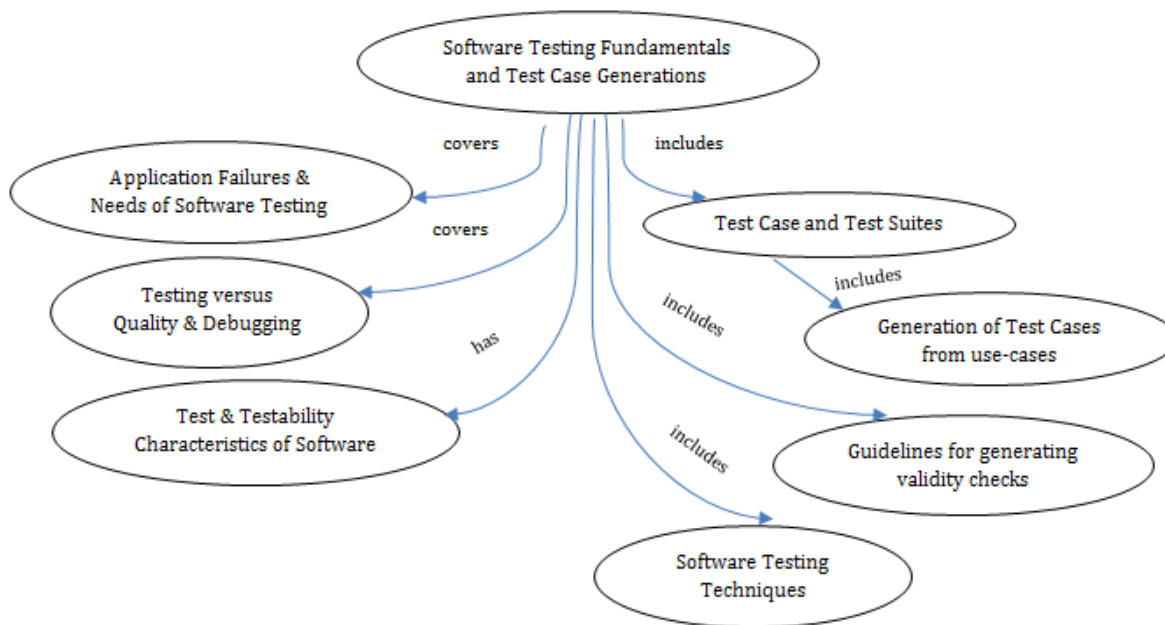 Software Testing Fundamentals
and Test Case Generations
covers
includes
Application Failures &
Needs of Software Testing
Test Case and Test Suites
covers
includes
Testing versus
Quality & Debugging
includes
Generation of Test Cases
from use-cases
has
Test & Testability
Characteristics of Software
includes
Guidelines for generating
validity checks
Software Testing
Techniques